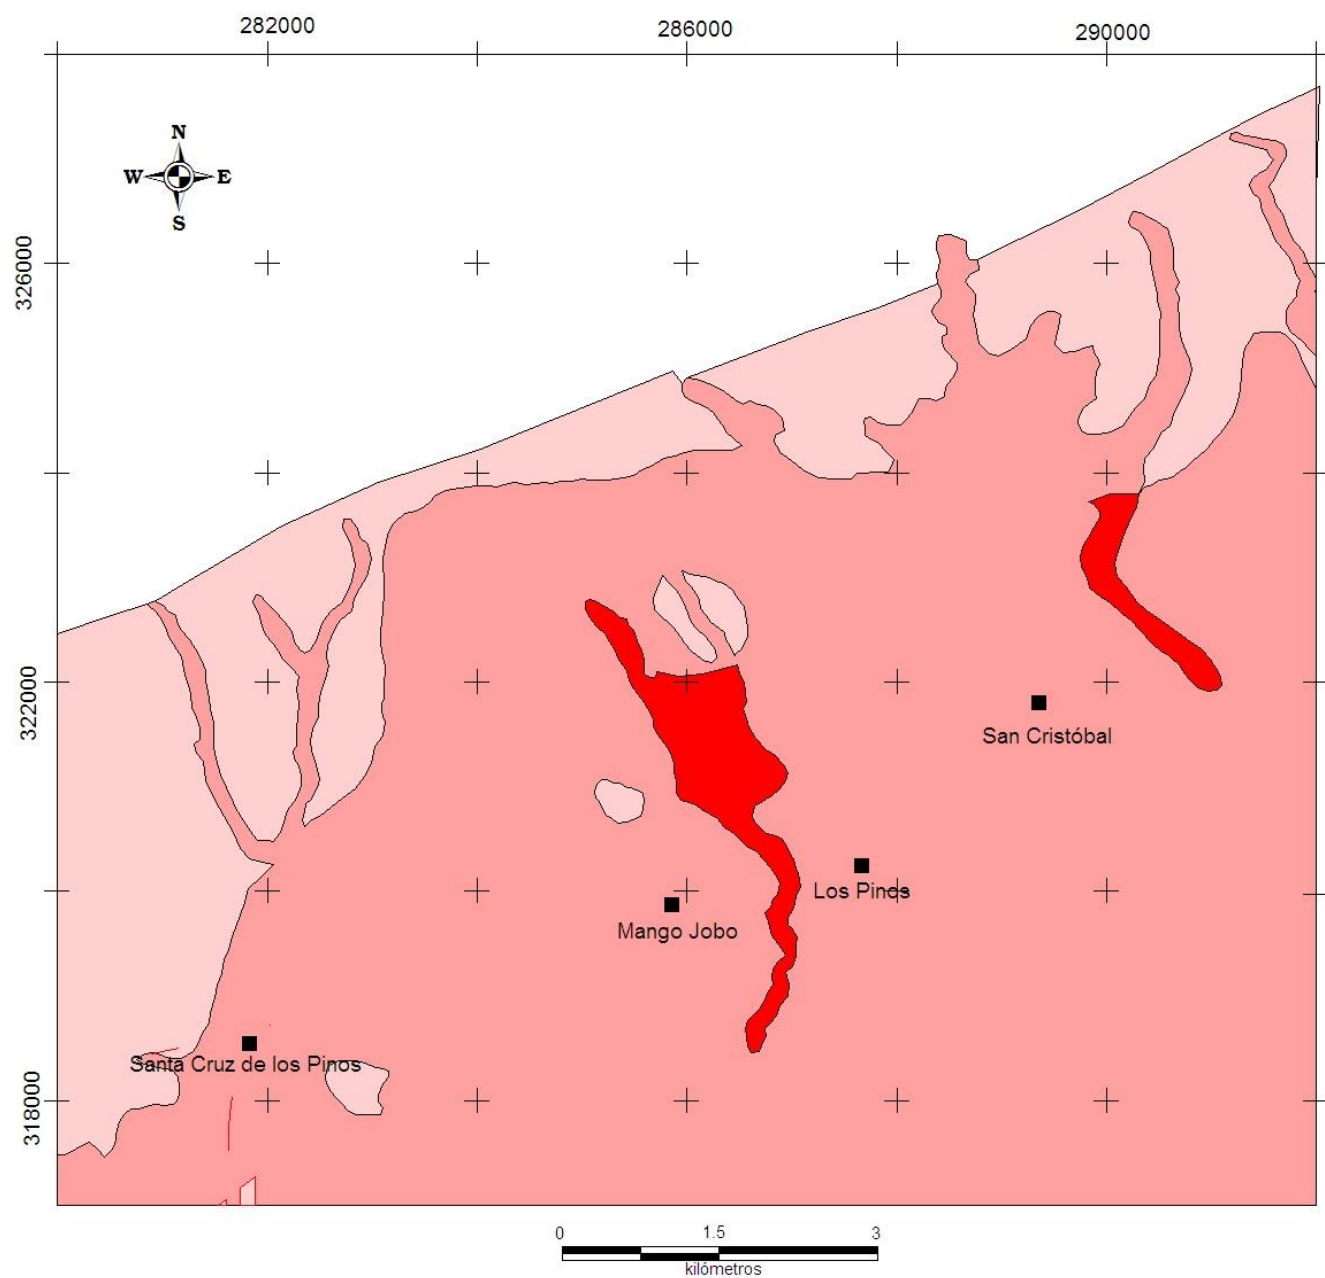 282000
286000
290000
N
W E
S
326000
322000
San Cristóbal
Los Pinos
Mango Jobo
Santa Cruz de los Pinos
318000
0 1.5 3
kilómetros